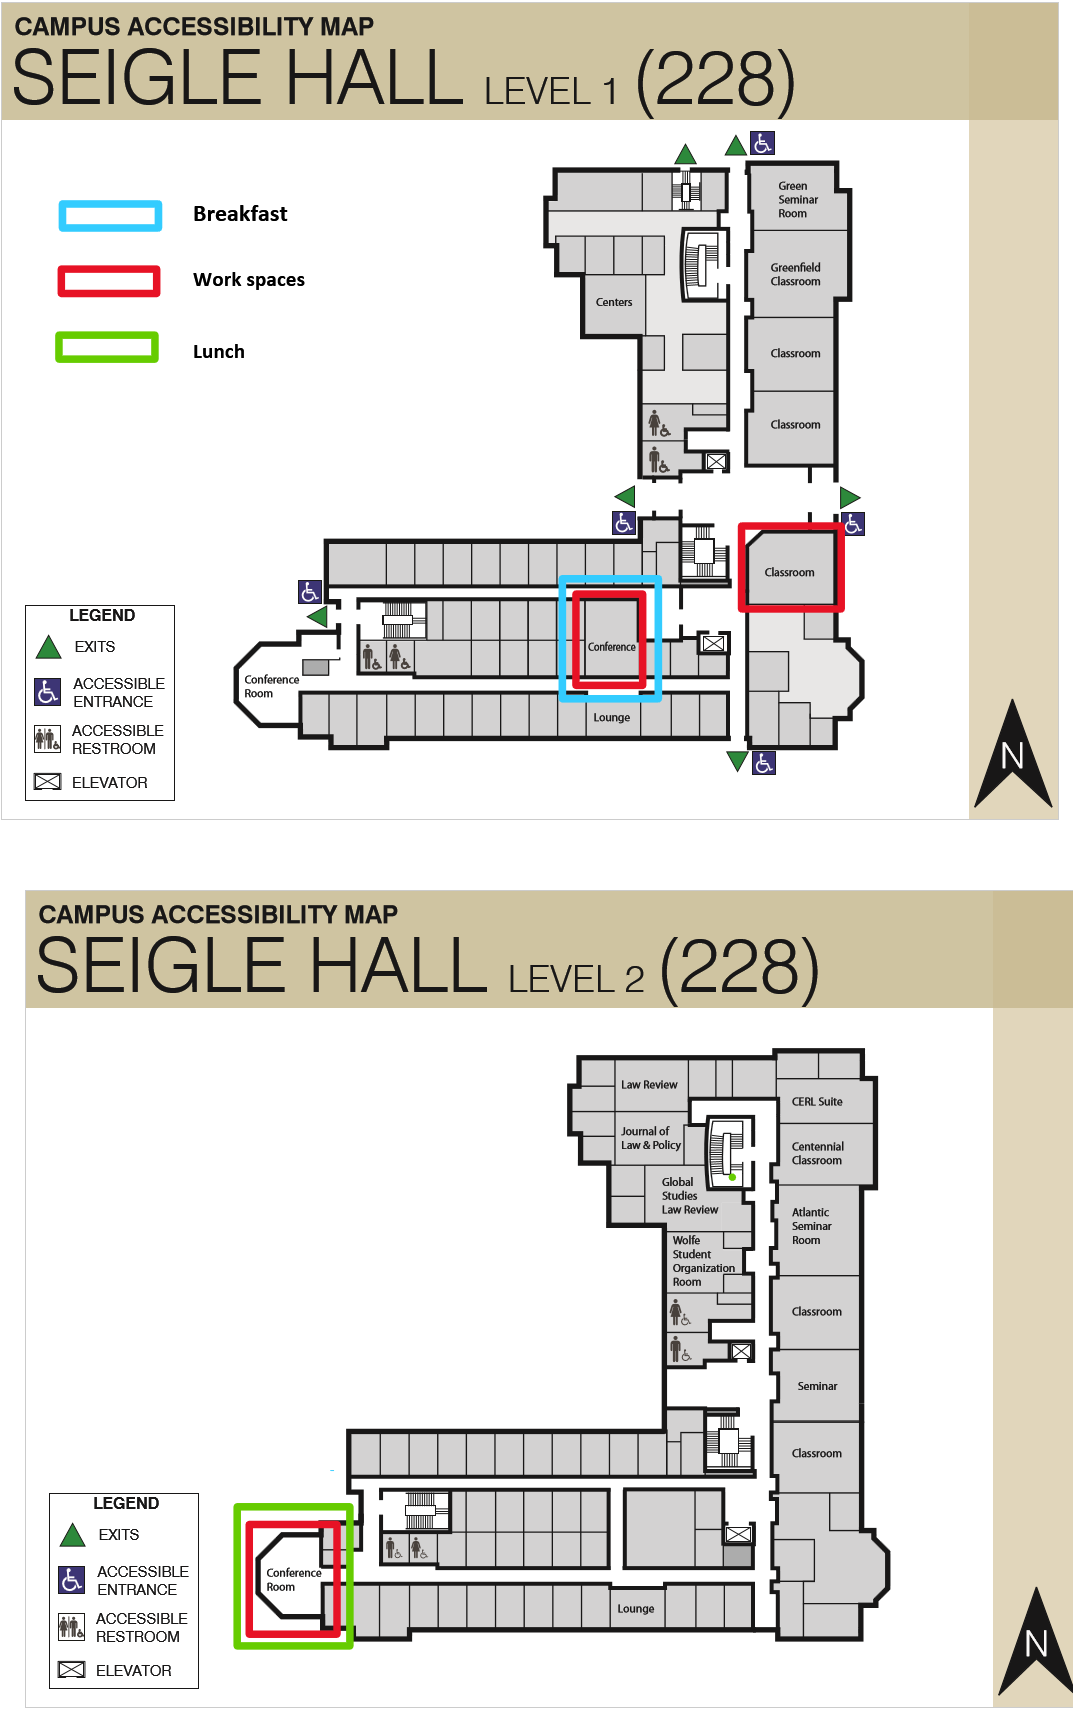 CAMPUS ACCESSIBILITY MAP
SEIGLE HALL LEVEL 1 (228)
Breakfast
Work spaces
Lunch
Green
Seminar
Room
Greenfield
Classroom
Centers
Classroom
Classroom
Classroom
Conference
Conference
Room
Lounge
LEGEND
EXITS
ACCESSIBLE
ENTRANCE
ACCESSIBLE
RESTROOM
ELEVATOR
N
CAMPUS ACCESSIBILITY MAP
SEIGLE HALL LEVEL 2 (228)
Law Review
CERL Suite
Journal of
Law & Policy
Centennial
Classroom
Global
Studies
Law Review
Atlantic
Seminar
Room
Wolfe
Student
Organization
Room
Classroom
Seminar
Classroom
Conference
Room
Lounge
LEGEND
EXITS
ACCESSIBLE
ENTRANCE
ACCESSIBLE
RESTROOM
ELEVATOR
N